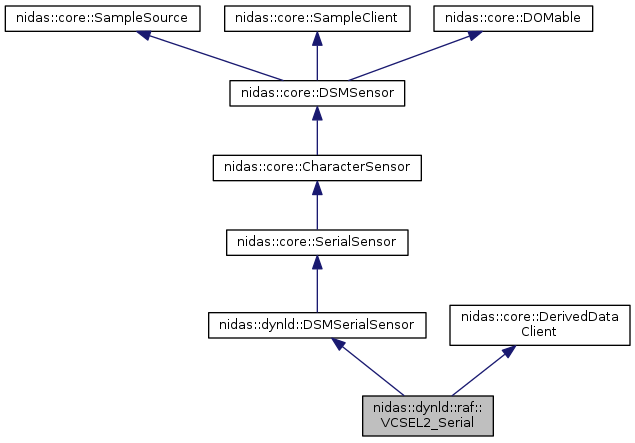 nidas::core::SampleSource
nidas::core::SampleClient
nidas::core::DOMable
nidas::core::DSMSensor
nidas::core::CharacterSensor
nidas::core::SerialSensor
nidas::dynld::DSMSerialSensor
nidas::core::DerivedData
Client
nidas::dynld::raf::
VCSEL2_Serial